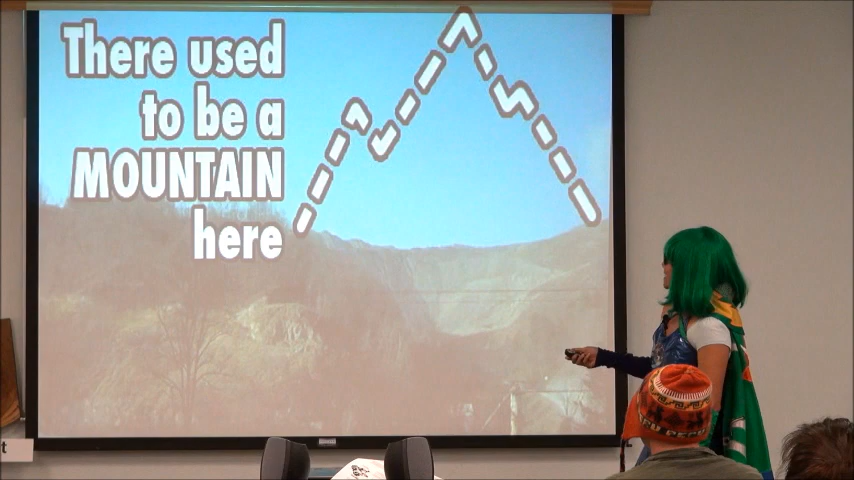 There used
to be a
MOUNTAIN
here
t